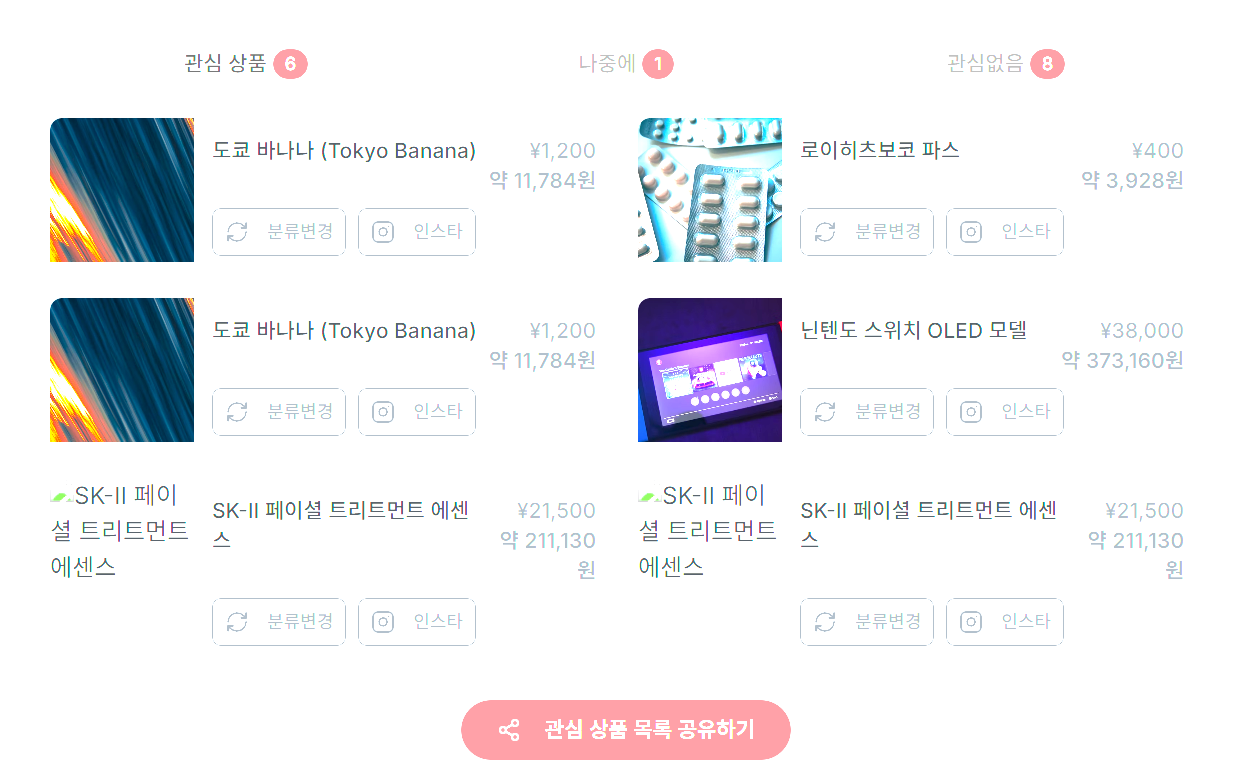 관심 상품 6
나중에 1
관심없음 8
도쿄 바나나 (Tokyo Banana)
¥1,200
약 11,784원
분류변경
인스타
로이히츠보코 파스
¥400
약 3,928원
분류변경
인스타
도쿄 바나나 (Tokyo Banana)
¥1,200
약 11,784원
분류변경
인스타
닌텐도 스위치 OLED 모델
¥38,000
약 373,160원
분류변경
인스타
SK-II 페이
셜 트리트먼트
에센스
SK-II 페이셜 트리트먼트 에센
스
¥21,500
약 211,130
원
분류변경
인스타
SK-II 페이
셜 트리트먼트
에센스
SK-II 페이셜 트리트먼트 에센
스
¥21,500
약 211,130
원
분류변경
인스타
관심 상품 목록 공유하기